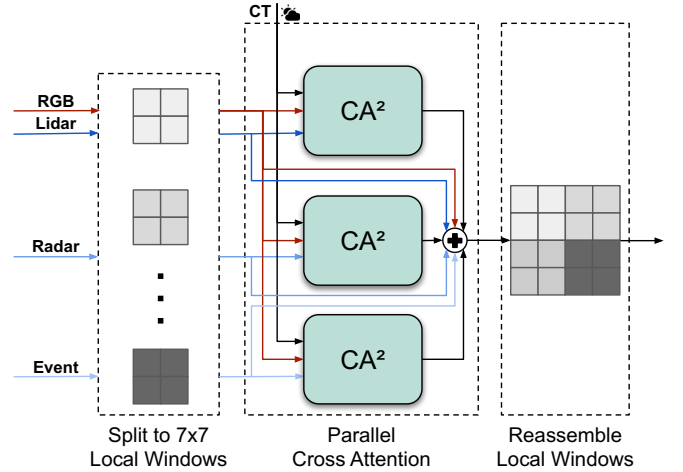 CT
RGB
Lidar
CA²
Radar
CA²
Event
CA²
Split to 7x7
Local Windows
Parallel
Cross Attention
Reassemble
Local Windows